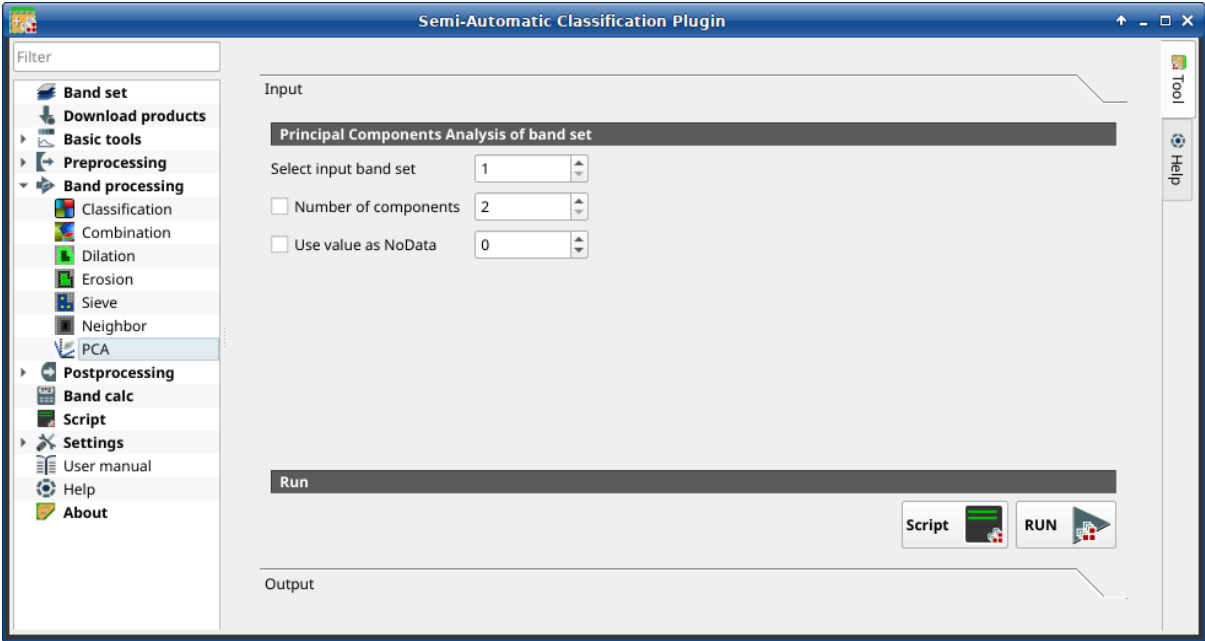 Semi-Automatic Classification Plugin
Filter
Band set
Download products
Basic tools
Preprocessing
Band processing
Classification
Combination
Dilation
Erosion
Sieve
Neighbor
PCA
Postprocessing
Band calc
Script
Settings
User manual
Help
About
Input
Principal Components Analysis of band set
Select input band set 1
Number of components 2
Use value as NoData 0
Run
Script RUN
Output
Tool
Help